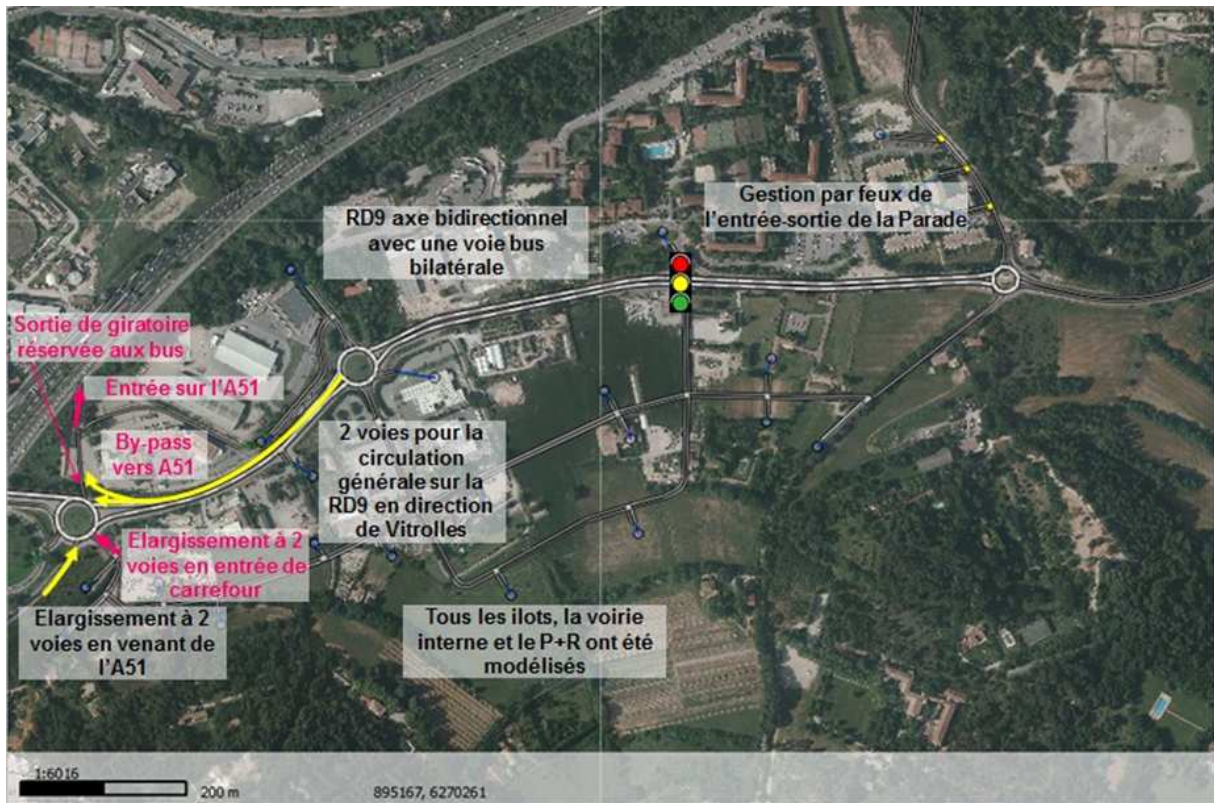 Gestion par feux de
l'entrée-sortie de la Parade
RD9 axe bidirectionnel
avec une voie bus
bilatérale
Sortie de giratoire
réservée aux bus
Entrée sur l'A51
By-pass
vers A51
2 voies pour la
circulation
générale sur la
RD9 en direction
de Vitrolles
Elargissement à 2
voies en entrée de
carrefour
Elargissement à 2
voies en venant de
l'A51
Tous les ilots, la voirie
interne et le P+R ont été
modélisés
1:6016
200 m
895167, 6270261